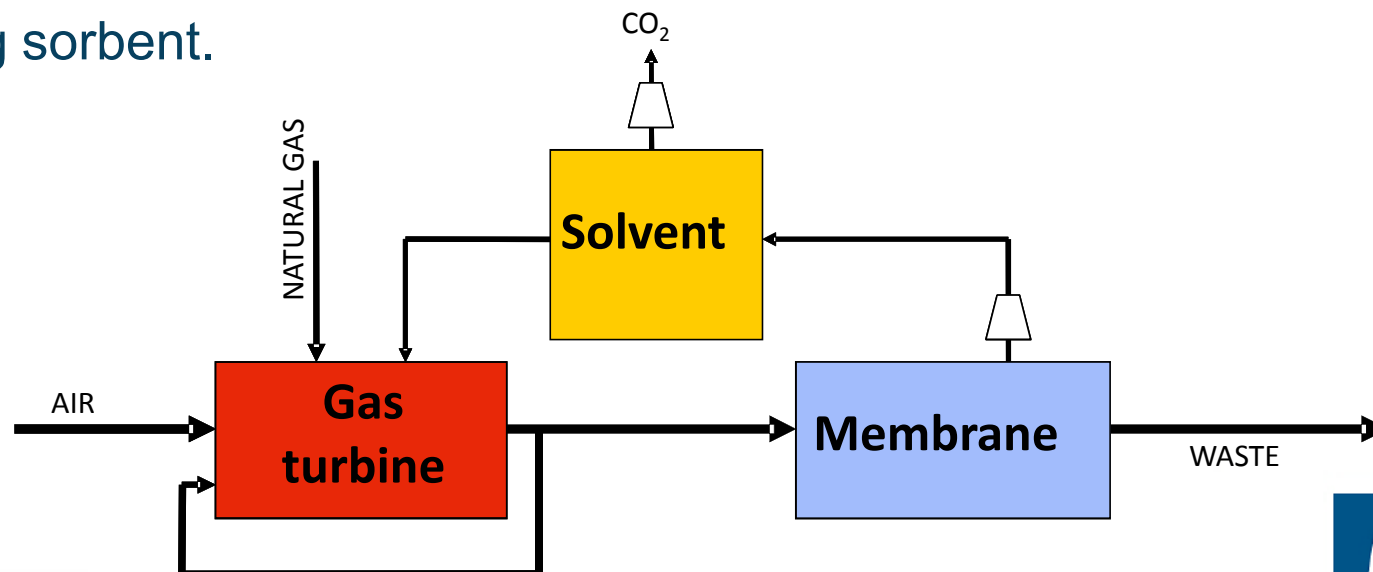 sorbent.
CO₂
NATURAL GAS
Solvent
AIR
Gas
turbine
Membrane
WASTE